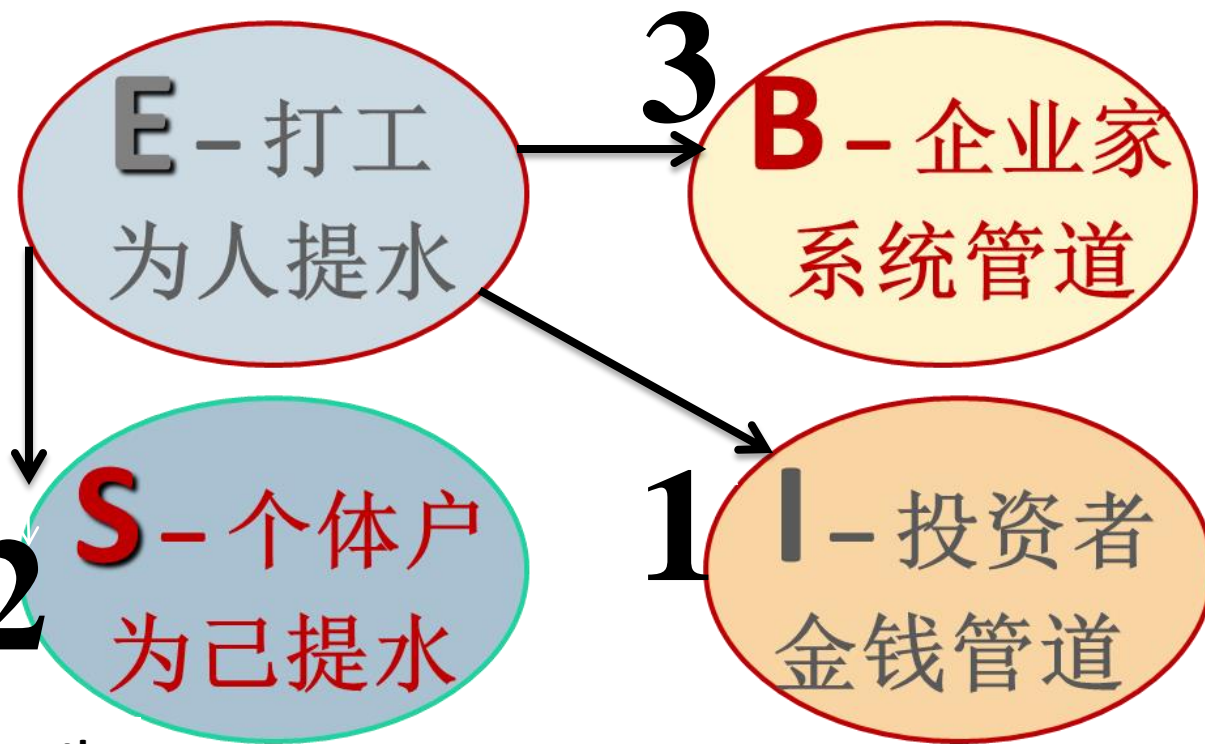 E – 打工
为人提水
3
B – 企业家
系统管道
2
S – 个体户
为己提水
1
I – 投资者
金钱管道